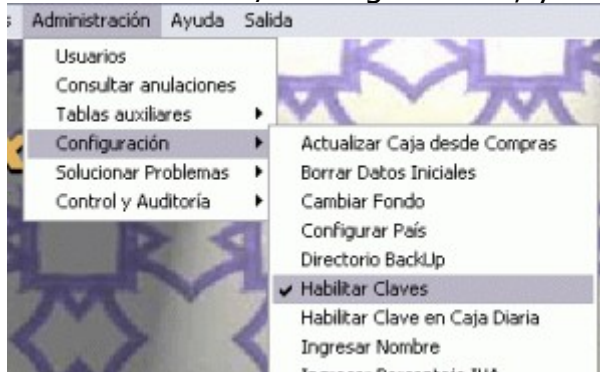 Administración Ayuda Salida
Usuarios
Consultar anulaciones
Tablas auxiliares
Configuración
Solucionar Problemas
Control y Auditoría
Actualizar Caja desde Compras
Borrar Datos Iniciales
Cambiar Fondo
Configurar País
Directorio BackUp
Habilitar Claves
Habilitar Clave en Caja Diaria
Ingresar Nombre